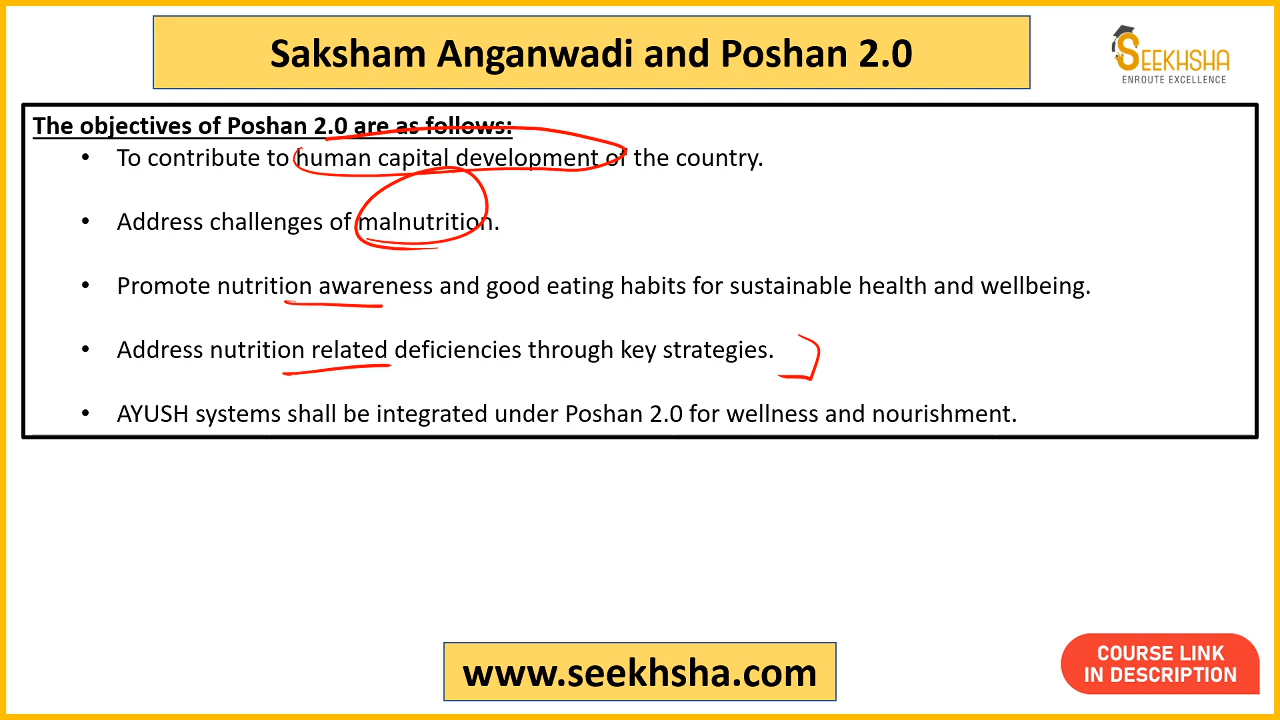 Saksham Anganwadi and Poshan 2.0
SEEKHSHA
ENROUTE EXCELLENCE
The objectives of Poshan 2.0 are as follows:
• To contribute to human capital development of the country.
• Address challenges of malnutrition.
• Promote nutrition awareness and good eating habits for sustainable health and wellbeing.
• Address nutrition related deficiencies through key strategies.
• AYUSH systems shall be integrated under Poshan 2.0 for wellness and nourishment.
www.seekhsha.com
COURSE LINK
IN DESCRIPTION